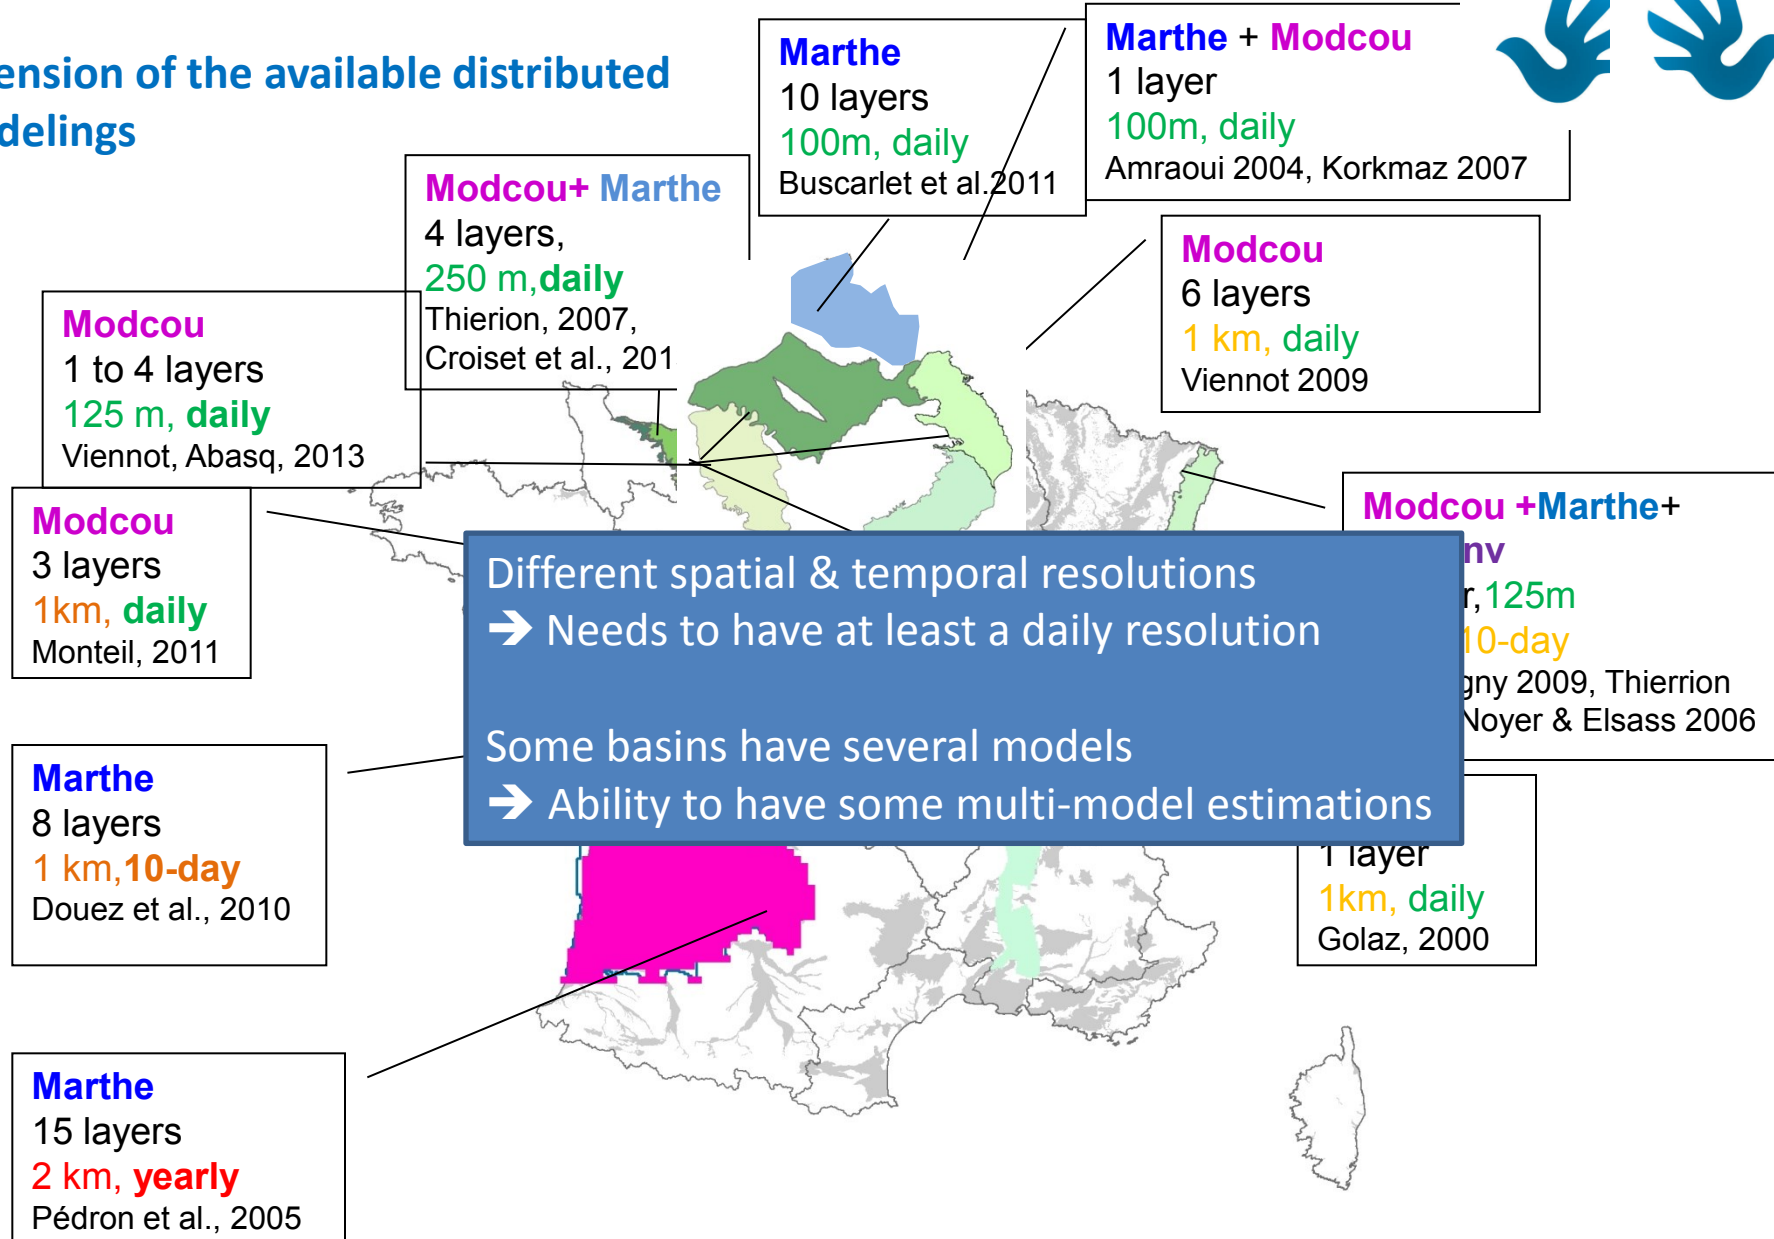 ension of the available distributed
delings
Marthe
10 layers
100m, daily
Buscarlet et al.2011
Marthe + Modcou
1 layer
100m, daily
Amraoui 2004, Korkmaz 2007
Modcou+ Marthe
4 layers,
250 m,daily
Thierion, 2007,
Croiset et al., 201
Modcou
6 layers
1 km, daily
Viennot 2009
Modcou
1 to 4 layers
125 m, daily
Viennot, Abasq, 2013
Modcou
3 layers
1km, daily
Monteil, 2011
Modcou +Marthe+
nv
r,125m
10-day
gny 2009, Thierrion
Noyer & Elsass 2006
Different spatial & temporal resolutions
➔ Needs to have at least a daily resolution
Some basins have several models
➔ Ability to have some multi-model estimations
Marthe
8 layers
1 km,10-day
Douez et al., 2010
1 layer
1km, daily
Golaz, 2000
Marthe
15 layers
2 km, yearly
Pédron et al., 2005